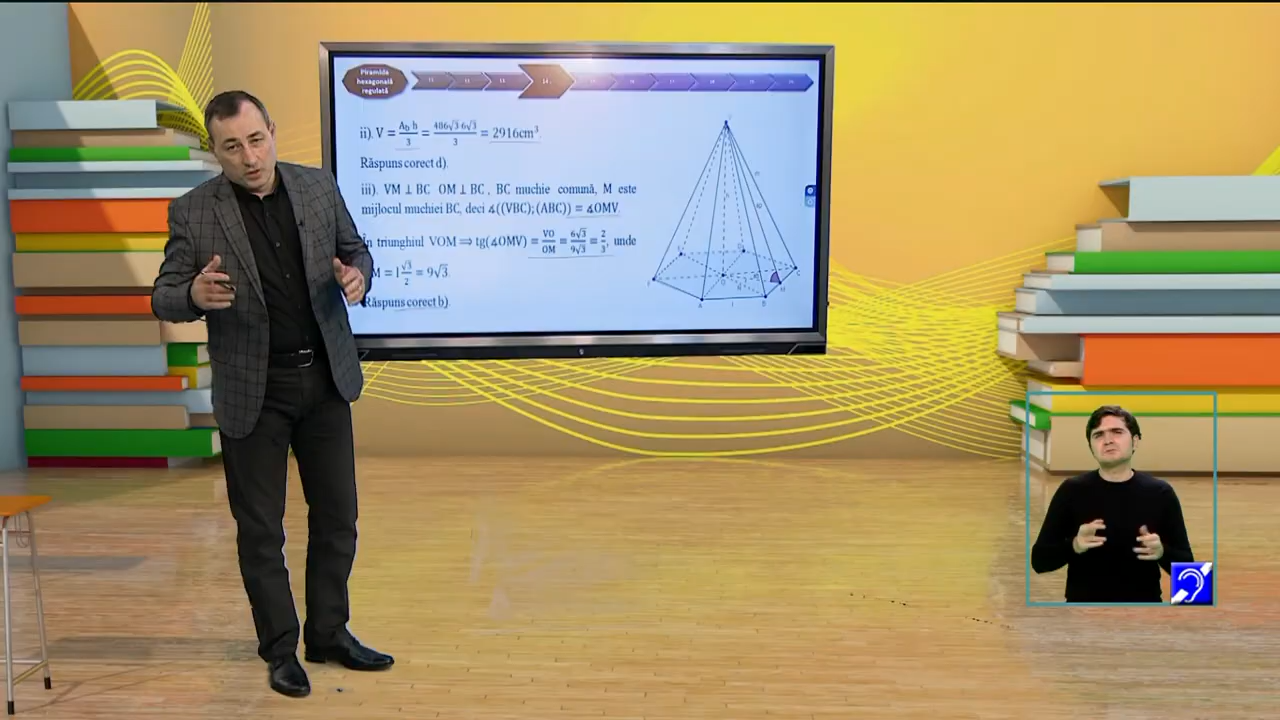 Piramida
hexagonală
regulată
ii). V = A_b·h/3 = 486√3·6√3/3 = 2916cm³.
Răspuns corect d).
iii). VM ⊥ BC OM ⊥ BC , BC muchie comună, M este
mijlocul muchiei BC, deci ∡((VBC); (ABC)) = ∡OMV.
În triunghiul VOM ⟹ tg(∡OMV) = VO/OM = 6√3/9√3 = 2/3, unde
M = l√3/2 = 9√3.
Răspuns corect b).